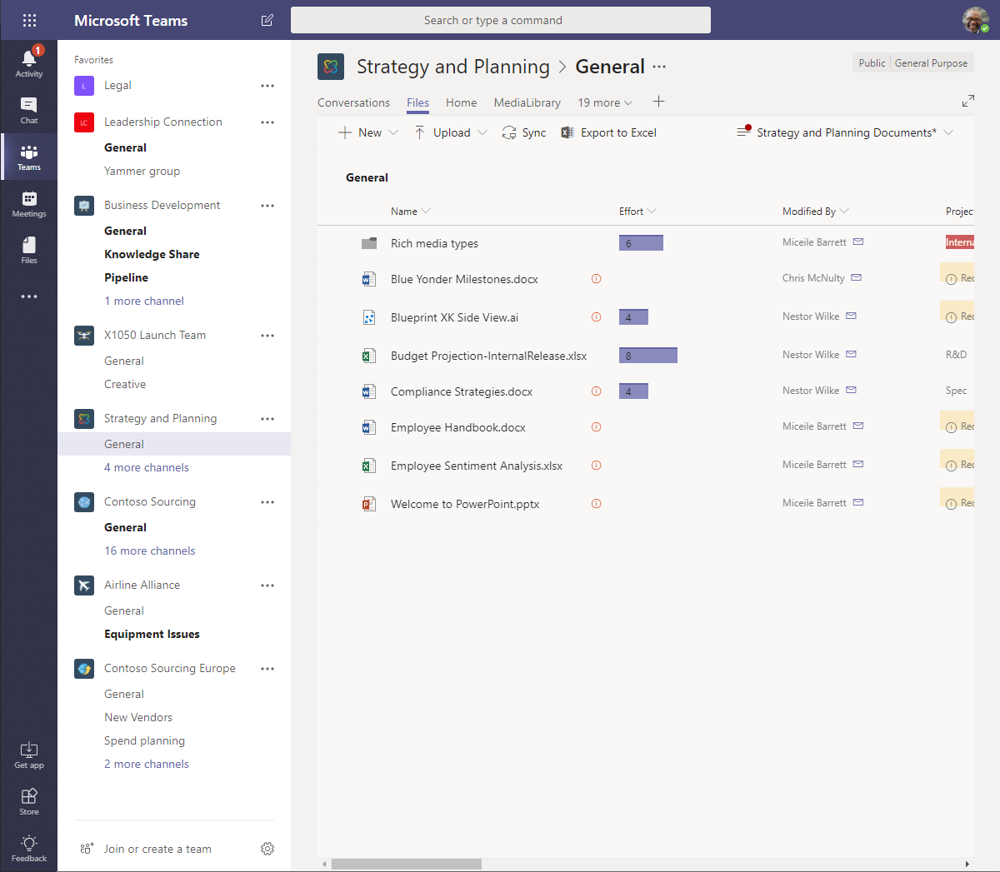 Microsoft Teams
Search or type a command
1
Activity
Chat
Teams
Meetings
Files
Get app
Store
Feedback
Favorites
L
Legal
LC
Leadership Connection
General
Yammer group
Business Development
General
Knowledge Share
Pipeline
1 more channel
X1050 Launch Team
General
Creative
Strategy and Planning
General
4 more channels
Contoso Sourcing
General
16 more channels
Airline Alliance
General
Equipment Issues
Contoso Sourcing Europe
General
New Vendors
Spend planning
2 more channels
Join or create a team
Strategy and Planning > General
Public General Purpose
Conversations Files Home MediaLibrary 19 more
New Upload Sync Export to Excel Strategy and Planning Documents*
General
Name Effort Modified By Projec
Rich media types 6 Miceile Barrett Interna
Blue Yonder Milestones.docx Chris McNulty Rec
Blueprint XK Side View.ai 4 Nestor Wilke Rec
Budget Projection-InternalRelease.xlsx 8 Nestor Wilke R&D
Compliance Strategies.docx 4 Nestor Wilke Spec
Employee Handbook.docx Miceile Barrett Rec
Employee Sentiment Analysis.xlsx Miceile Barrett Rec
Welcome to PowerPoint.pptx Miceile Barrett Rec